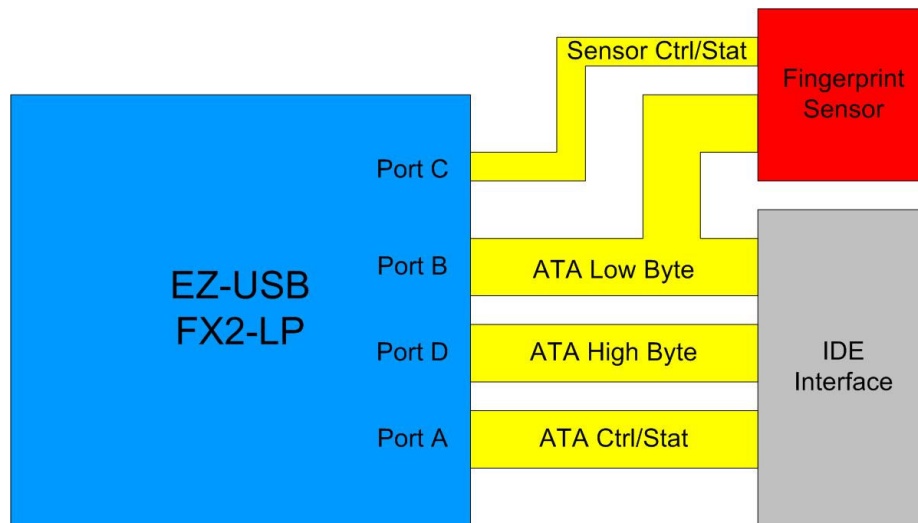 Sensor Ctrl/Stat
Fingerprint
Sensor
Port C
EZ-USB
FX2-LP
Port B
ATA Low Byte
Port D
ATA High Byte
IDE
Interface
Port A
ATA Ctrl/Stat